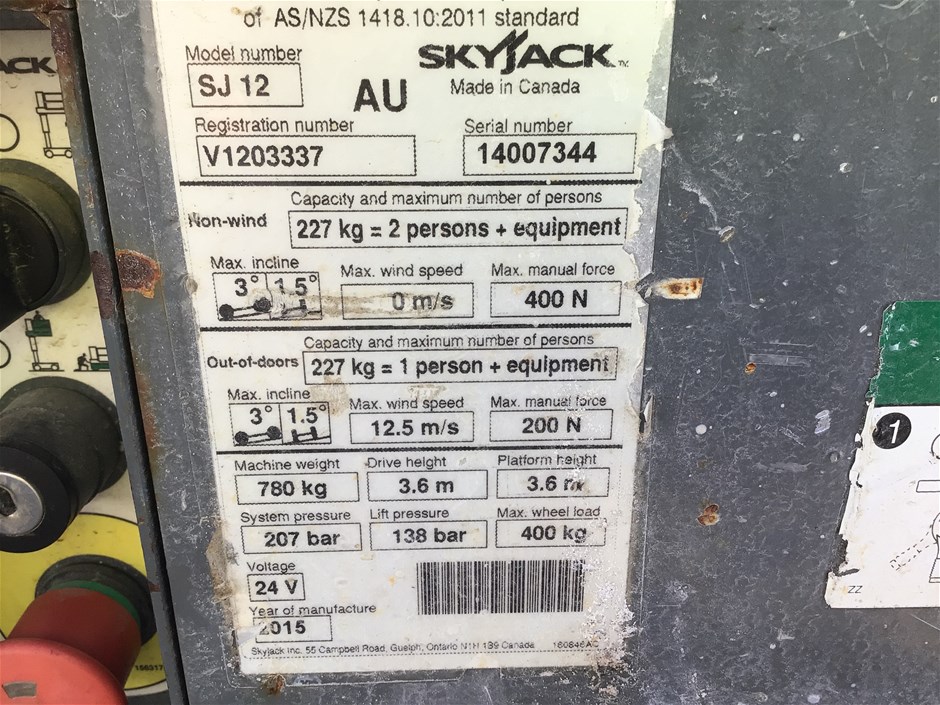 of AS/NZS 1418.10:2011 standard
Model number
SJ 12
AU
SKYJACK
TM
Made in Canada
Registration number
V1203337
Serial number
14007344
Non-wind
Capacity and maximum number of persons
227 kg = 2 persons + equipment
Max. incline
3° 1.5°
Max. wind speed
0 m/s
Max. manual force
400 N
Out-of-doors
Capacity and maximum number of persons
227 kg = 1 person + equipment
Max. incline
3° 1.5°
Max. wind speed
12.5 m/s
Max. manual force
200 N
Machine weight
780 kg
Drive height
3.6 m
Platform height
3.6 m
System pressure
207 bar
Lift pressure
138 bar
Max. wheel load
400 kg
Voltage
24 V
Year of manufacture
2015
Skyjack Inc. 55 Campbell Road, Guelph, Ontario N1H 1B9 Canada 160846AC
ACK
1
ZZ